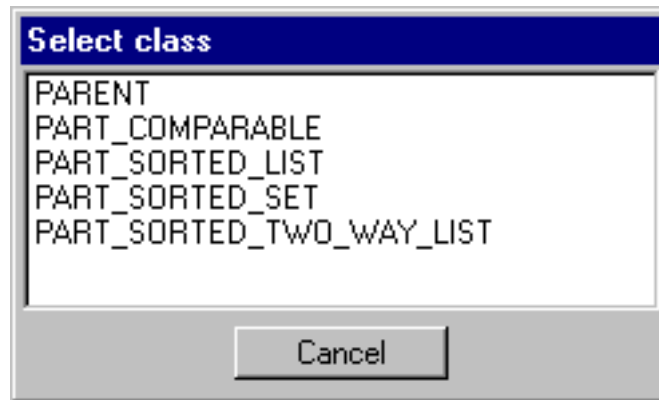 Select class
PARENT
PART_COMPARABLE
PART_SORTED_LIST
PART_SORTED_SET
PART_SORTED_TWO_WAY_LIST
Cancel